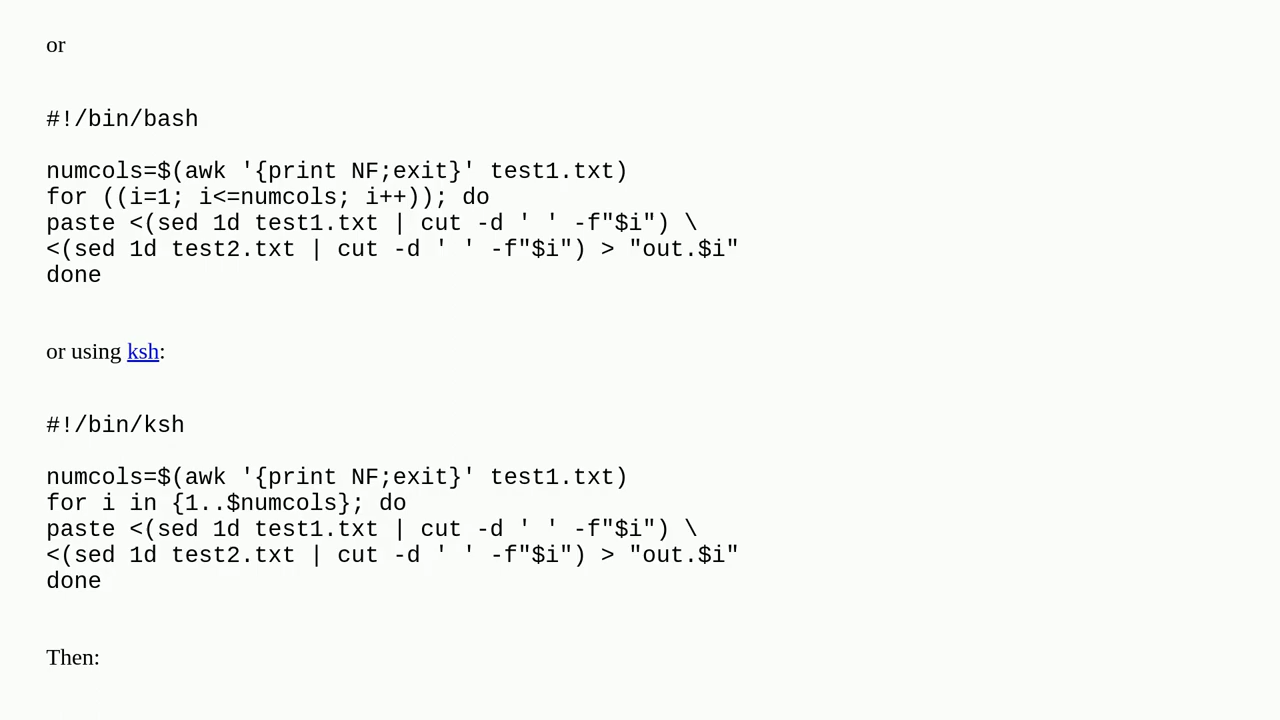 or
#!/bin/bash
numcols=$(awk '{print NF;exit}' test1.txt)
for ((i=1; i<=numcols; i++)); do
paste <(sed 1d test1.txt | cut -d ' ' -f"$i") \
<(sed 1d test2.txt | cut -d ' ' -f"$i") > "out.$i"
done
or using ksh:
#!/bin/ksh
numcols=$(awk '{print NF;exit}' test1.txt)
for i in {1..$numcols}; do
paste <(sed 1d test1.txt | cut -d ' ' -f"$i") \
<(sed 1d test2.txt | cut -d ' ' -f"$i") > "out.$i"
done
Then: